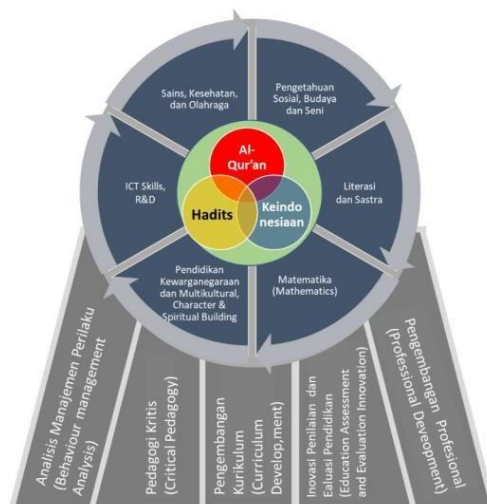 Sains, Kesehatan,
dan Olahraga
Pengetahuan
Sosial, Budaya
dan Seni
Al-
Qur'an
ICT Skills,
R&D
Hadits
Keindo
nesiaan
Literasi
dan Sastra
Pendidikan
Kewarganegaraan
dan Multikultural,
Character &
Spiritual Building
Matematika
(Mathematics)
Analisis Manajemen Perilaku
(Behaviour management
Analysis)
Pedagogi Kritis
(Critical Pedagogy)
Pengembangan
Kurikulum
(Curriculum
Develop,ment)
Inovasi Penilaian dan
Ealuasi Pendidikan
(Education Assessment
and Evaluation Innovation)
Pengembangan Profesional
(Professional Deveopment)